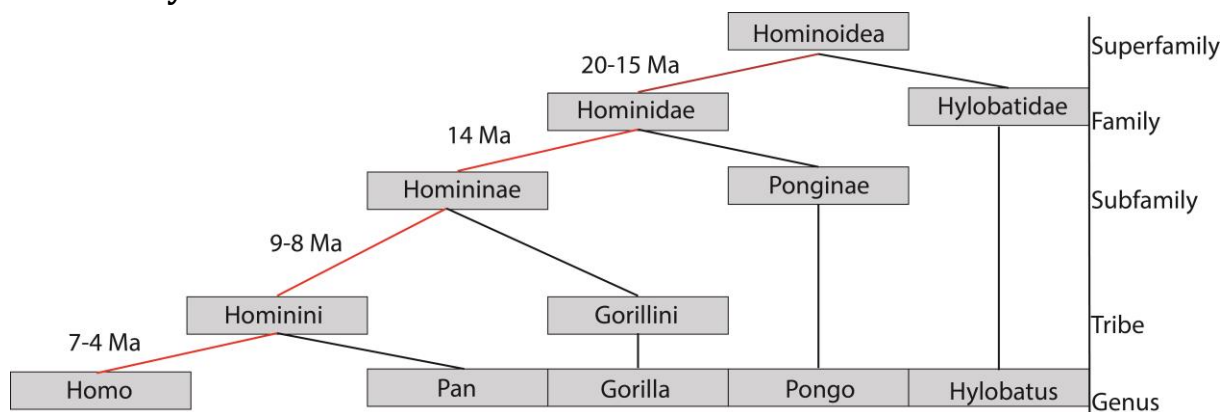 Hominoidea
Superfamily
20-15 Ma
Hominidae
Hylobatidae
Family
14 Ma
Homininae
Ponginae
Subfamily
9-8 Ma
Hominini
Gorillini
Tribe
7-4 Ma
Homo
Pan
Gorilla
Pongo
Hylobatus
Genus